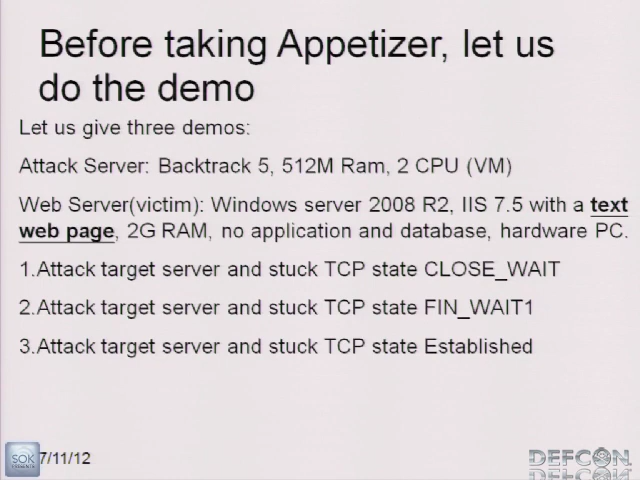 Before taking Appetizer, let us
do the demo
Let us give three demos:
Attack Server: Backtrack 5, 512M Ram, 2 CPU (VM)
Web Server(victim): Windows server 2008 R2, IIS 7.5 with a text
web page, 2G RAM, no application and database, hardware PC.
1.Attack target server and stuck TCP state CLOSE_WAIT
2.Attack target server and stuck TCP state FIN_WAIT1
3.Attack target server and stuck TCP state Established
SOK
7/11/12
DEFCON